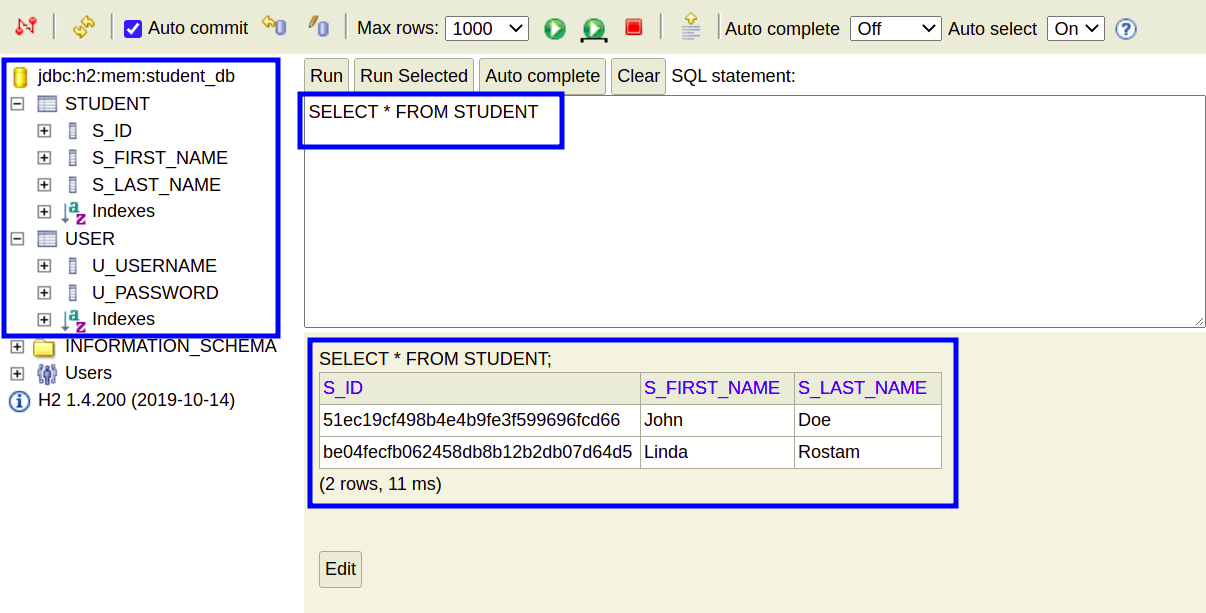 Auto commit Max rows: 1000 Auto complete Off Auto select On ?
jdbc:h2:mem:student_db
STUDENT
S_ID
S_FIRST_NAME
S_LAST_NAME
Indexes
USER
U_USERNAME
U_PASSWORD
Indexes
INFORMATION_SCHEMA
Users
H2 1.4.200 (2019-10-14)
Run Run Selected Auto complete Clear SQL statement:
SELECT * FROM STUDENT
SELECT * FROM STUDENT;
S_ID S_FIRST_NAME S_LAST_NAME
51ec19cf498b4e4b9fe3f599696fcd66 John Doe
be04fecfb062458db8b12b2db07d64d5 Linda Rostam
(2 rows, 11 ms)
Edit